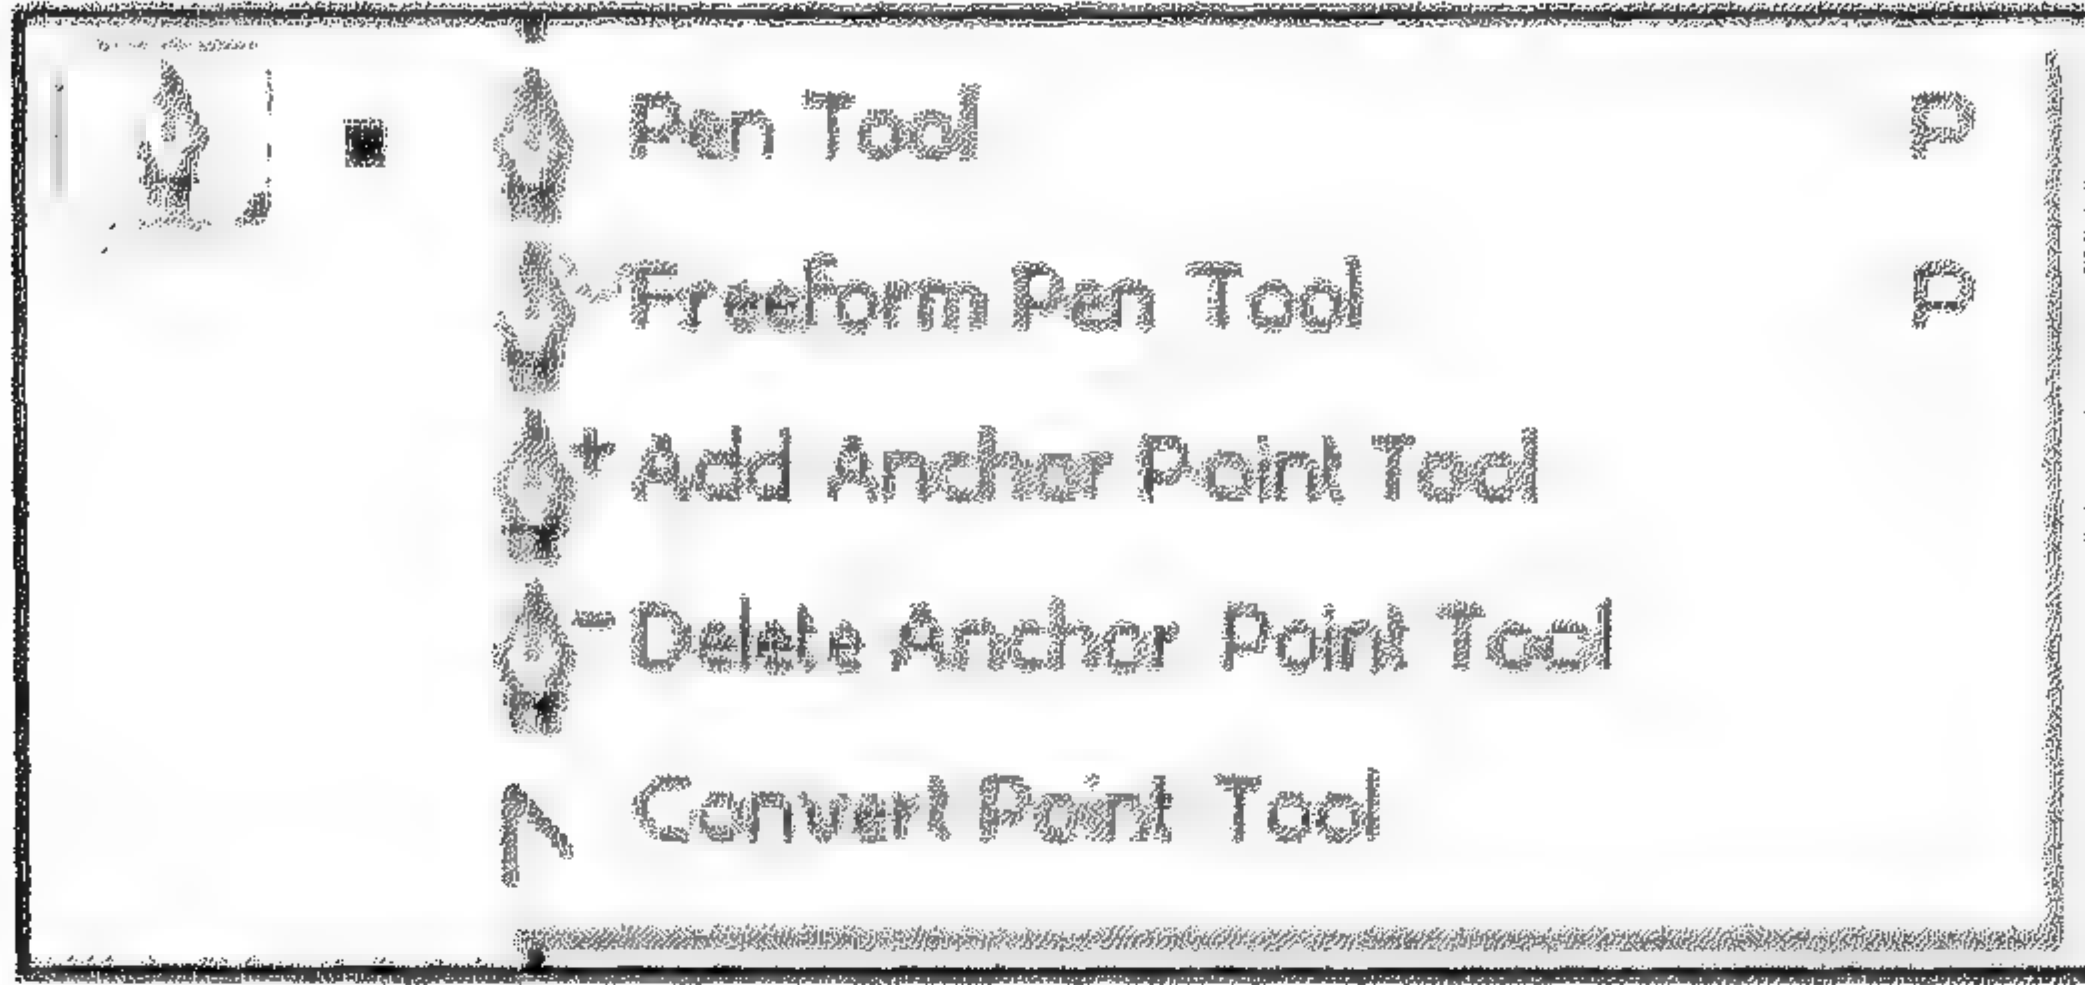 Pen Tool P
Freeform Pen Tool P
Add Anchor Point Tool
Delete Anchor Point Tool
Convert Point Tool